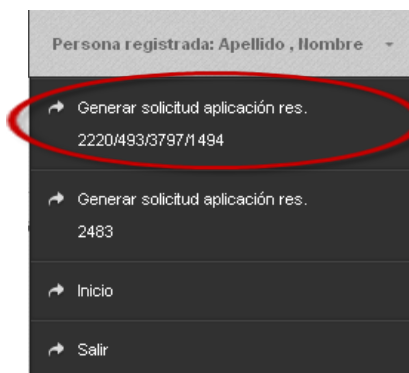 Persona registrada: Apellido , Nombre
Generar solicitud aplicación res.
2220/493/3797/1494
Generar solicitud aplicación res.
2483
Inicio
Salir